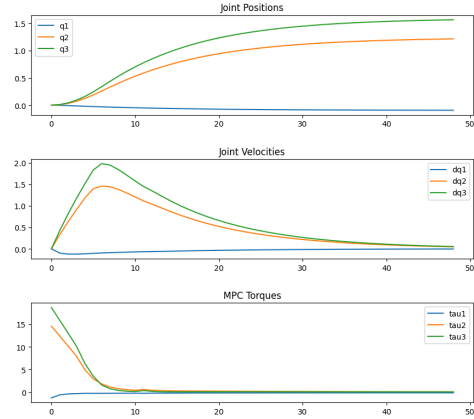 Joint Positions
q1
q2
q3
1.5
1.0
0.5
0.0
0 10 20 30 40 50
Joint Velocities
dq1
dq2
dq3
2.0
1.5
1.0
0.5
0.0
0 10 20 30 40 50
MPC Torques
tau1
tau2
tau3
15
10
5
0
0 10 20 30 40 50